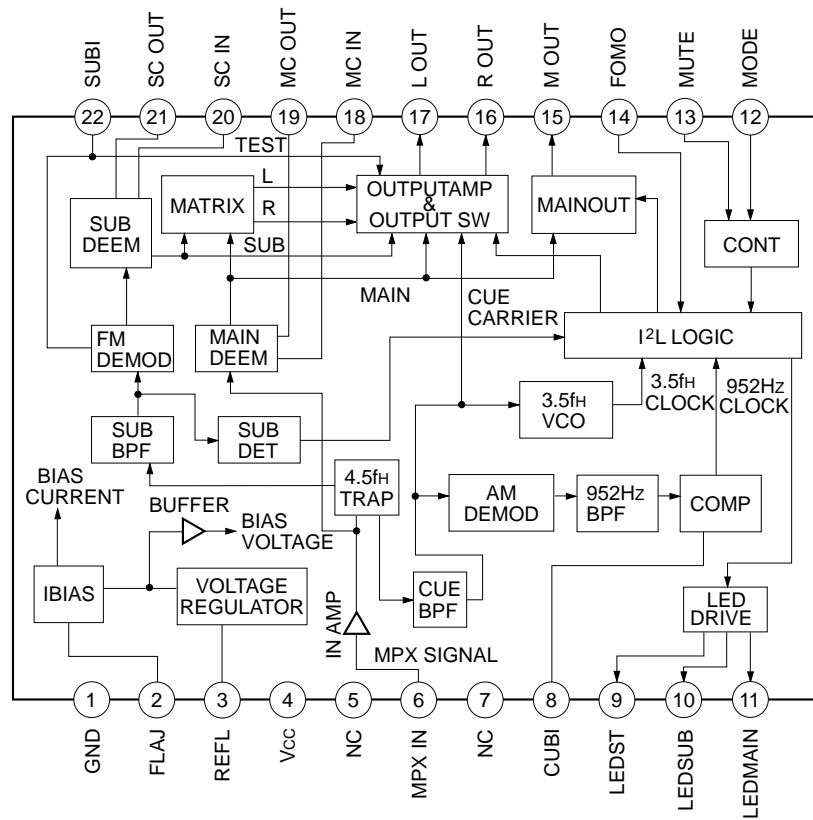 SUBI
SC OUT
SC IN
MC OUT
MC IN
L OUT
R OUT
M OUT
FOMO
MUTE
MODE
22
21
20
19
18
17
16
15
14
13
12
TEST
L
R
MATRIX
OUTPUTAMP
&
OUTPUT SW
MAINOUT
SUB
DEEM
SUB
CONT
MAIN
CUE
CARRIER
FM
DEMOD
MAIN
DEEM
I2L LOGIC
3.5fH
CLOCK
952Hz
CLOCK
3.5fH
VCO
SUB
BPF
SUB
DET
BIAS
CURRENT
4.5fH
TRAP
AM
DEMOD
952Hz
BPF
COMP
BUFFER
BIAS
VOLTAGE
IBIAS
VOLTAGE
REGULATOR
IN AMP
CUE
BPF
LED
DRIVE
MPX SIGNAL
1
2
3
4
5
6
7
8
9
10
11
GND
FLAJ
REFL
VCC
NC
MPX IN
NC
CUBI
LEDST
LEDSUB
LEDMAIN